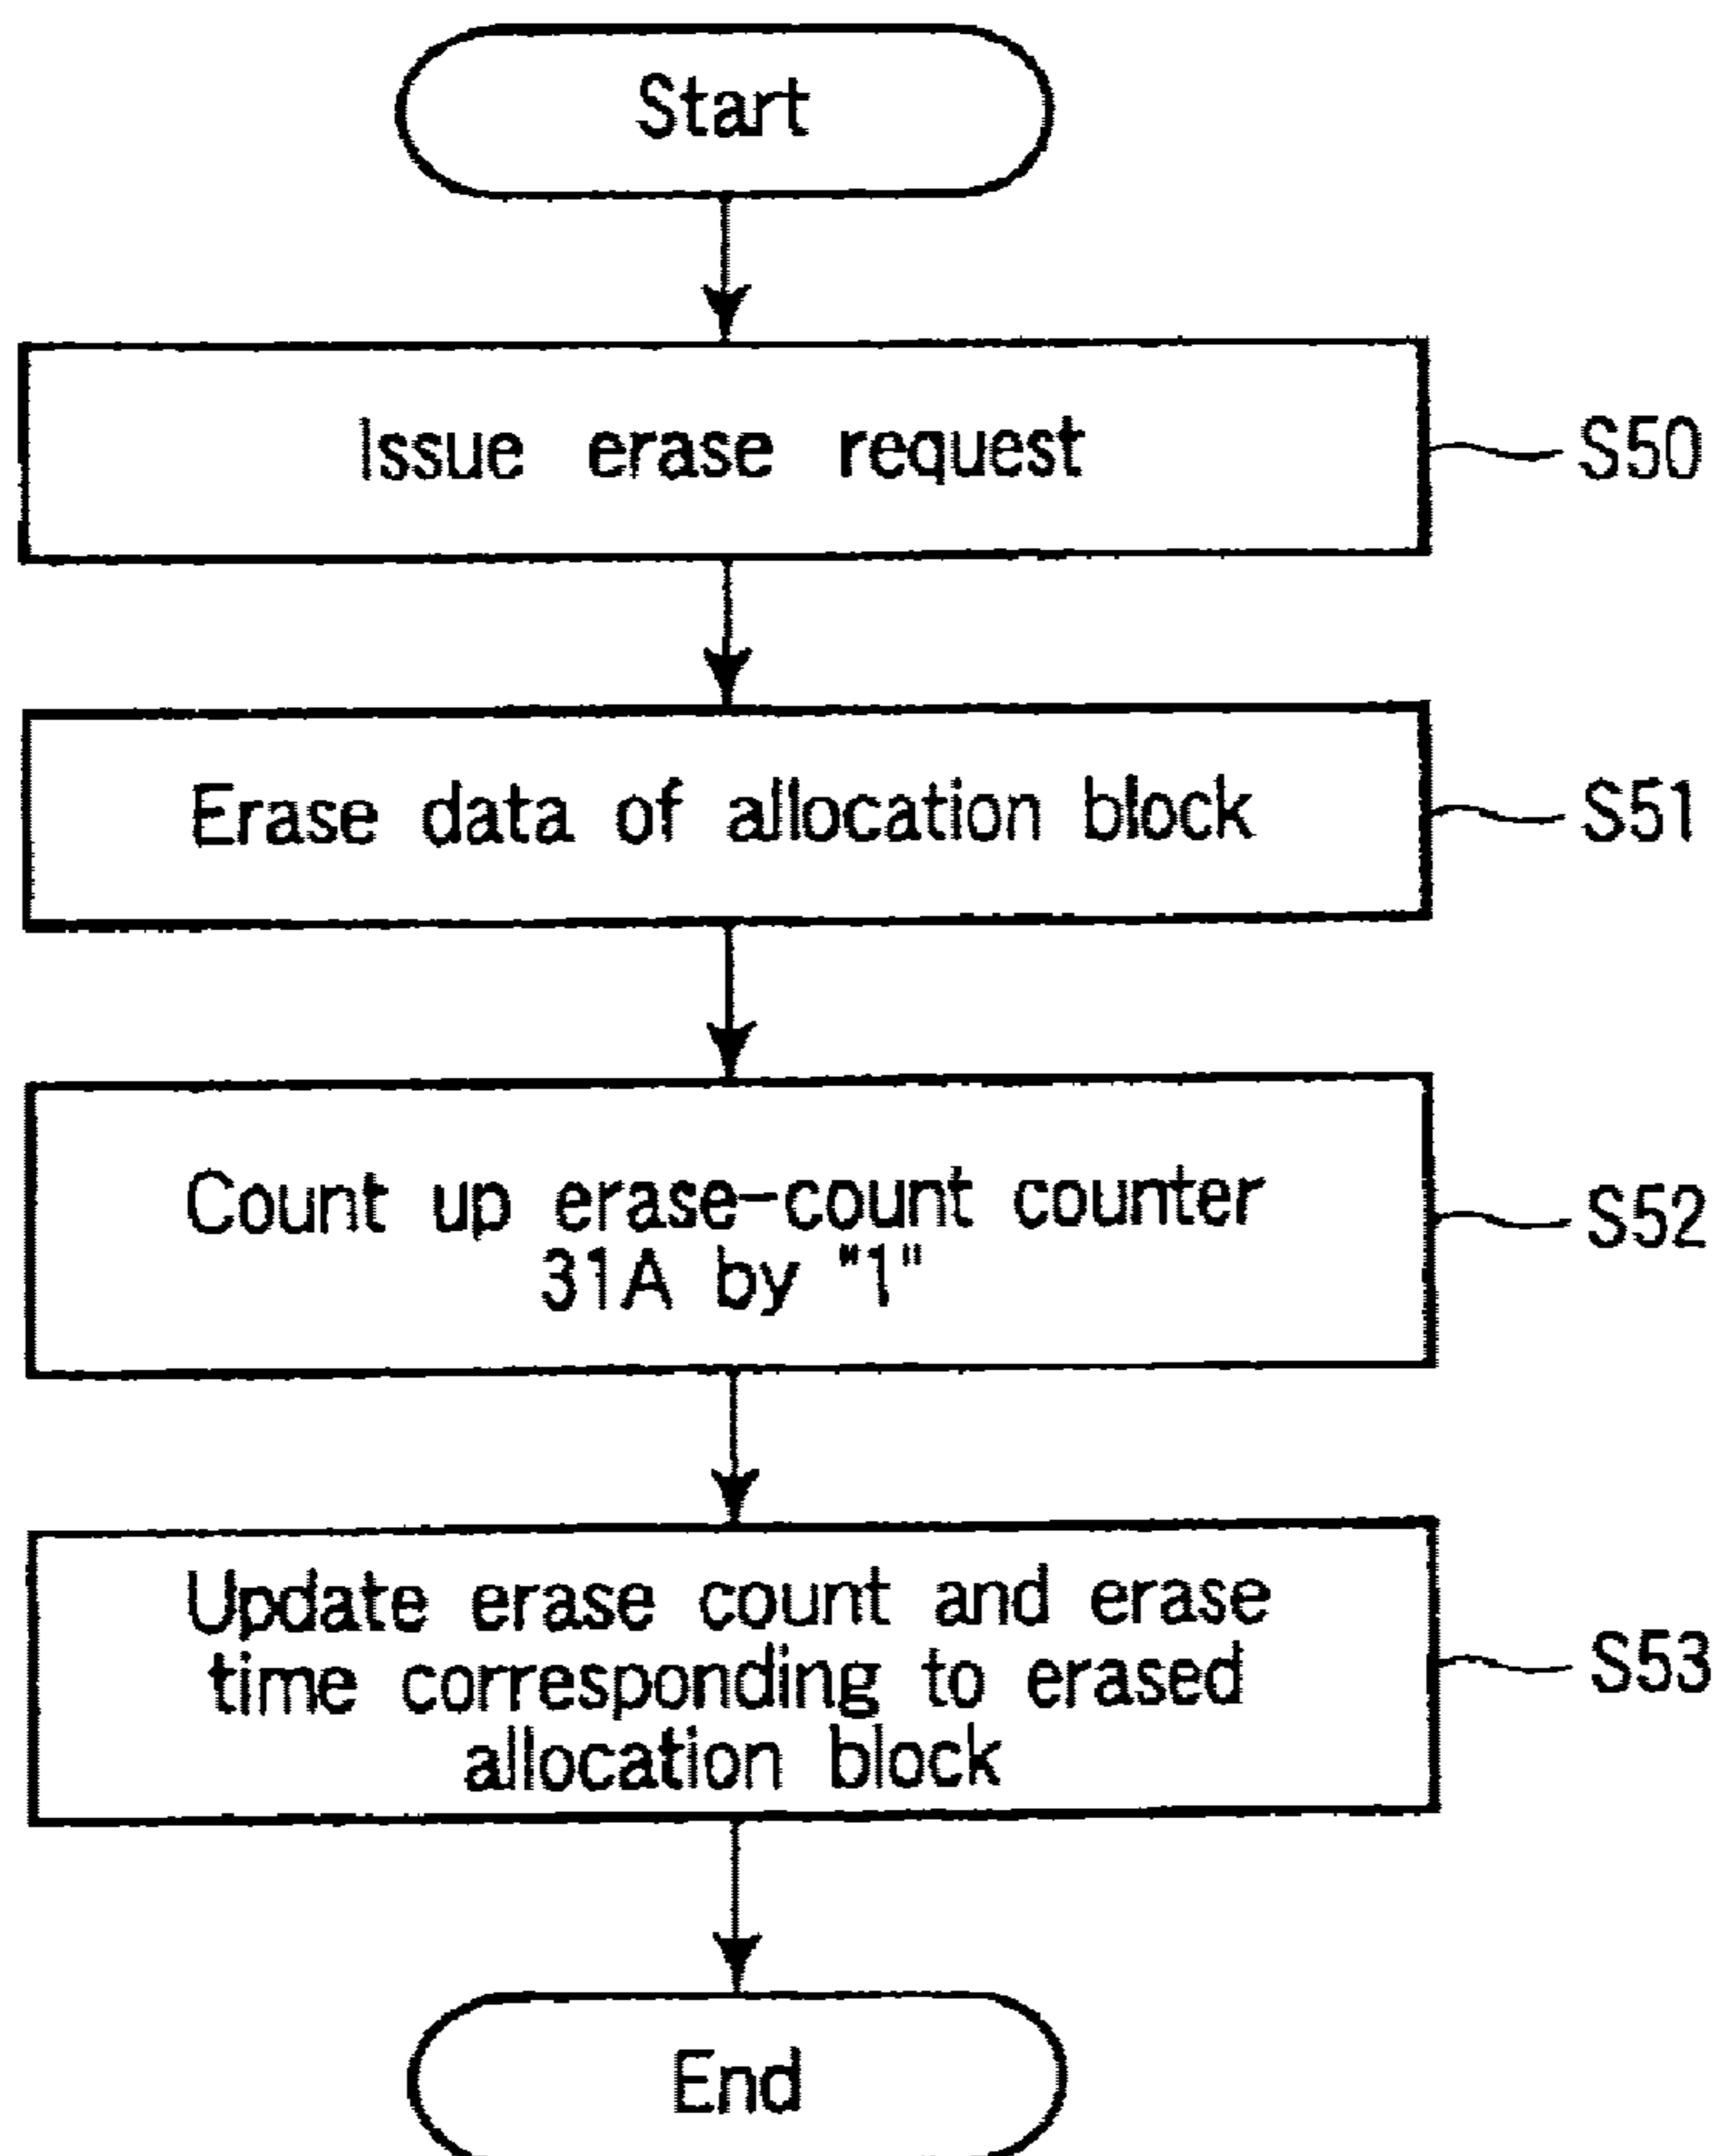 Start
Issue erase request
S50
Erase data of allocation block
S51
Count up erase-count counter
31A by "1"
S52
Update erase count and erase
time corresponding to erased
allocation block
S53
End